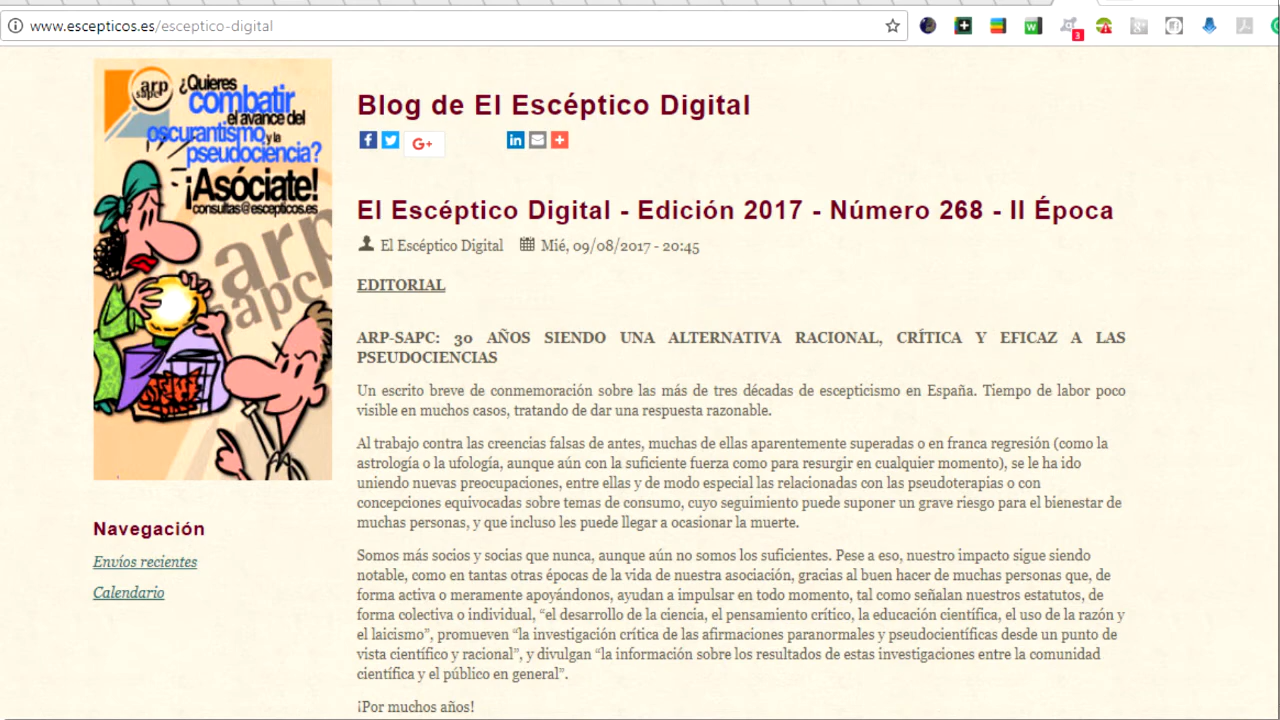 www.escepticos.es/esceptico-digital
3
arp
sapc
¿Quieres
combatir
el avance del
oscurantismo y la
pseudociencia?
¡Asóciate!
consultas@escepticos.es
arp
sapc
Navegación
Envíos recientes
Calendario
Blog de El Escéptico Digital
G+
El Escéptico Digital - Edición 2017 - Número 268 - II Época
El Escéptico Digital Mié, 09/08/2017 - 20:45
EDITORIAL
ARP-SAPC: 30 AÑOS SIENDO UNA ALTERNATIVA RACIONAL, CRÍTICA Y EFICAZ A LAS
PSEUDOCIENCIAS
Un escrito breve de conmemoración sobre las más de tres décadas de escepticismo en España. Tiempo de labor poco
visible en muchos casos, tratando de dar una respuesta razonable.
Al trabajo contra las creencias falsas de antes, muchas de ellas aparentemente superadas o en franca regresión (como la
astrología o la ufología, aunque aún con la suficiente fuerza como para resurgir en cualquier momento), se le ha ido
uniendo nuevas preocupaciones, entre ellas y de modo especial las relacionadas con las pseudoterapias o con
concepciones equivocadas sobre temas de consumo, cuyo seguimiento puede suponer un grave riesgo para el bienestar de
muchas personas, y que incluso les puede llegar a ocasionar la muerte.
Somos más socios y socias que nunca, aunque aún no somos los suficientes. Pese a eso, nuestro impacto sigue siendo
notable, como en tantas otras épocas de la vida de nuestra asociación, gracias al buen hacer de muchas personas que, de
forma activa o meramente apoyándonos, ayudan a impulsar en todo momento, tal como señalan nuestros estatutos, de
forma colectiva o individual, “el desarrollo de la ciencia, el pensamiento crítico, la educación científica, el uso de la razón y
el laicismo”, promueven “la investigación crítica de las afirmaciones paranormales y pseudocientíficas desde un punto de
vista científico y racional”, y divulgan “la información sobre los resultados de estas investigaciones entre la comunidad
científica y el público en general”.
¡Por muchos años!